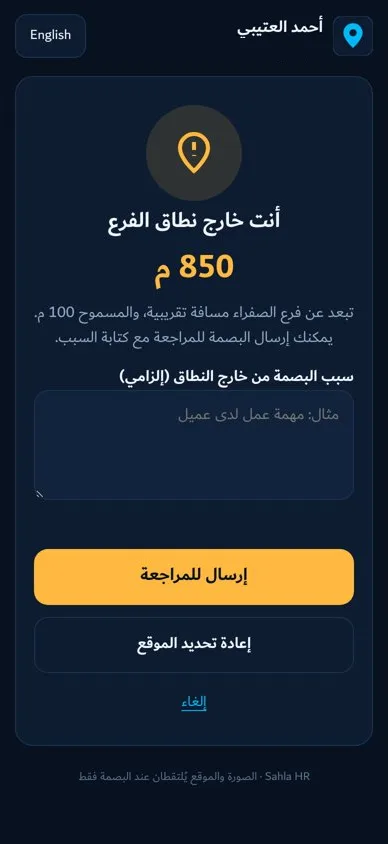 أحمد العتيبي
English
أنت خارج نطاق الفرع
850 م
تبعد عن فرع الصفراء مسافة تقريبية، والمسموح 100 م.
يمكنك إرسال البصمة للمراجعة مع كتابة السبب.
سبب البصمة من خارج النطاق (إلزامي)
مثال: مهمة عمل لدى عميل
إرسال للمراجعة
إعادة تحديد الموقع
إلغاء
Sahla HR · الصورة والموقع يُلتقطان عند البصمة فقط